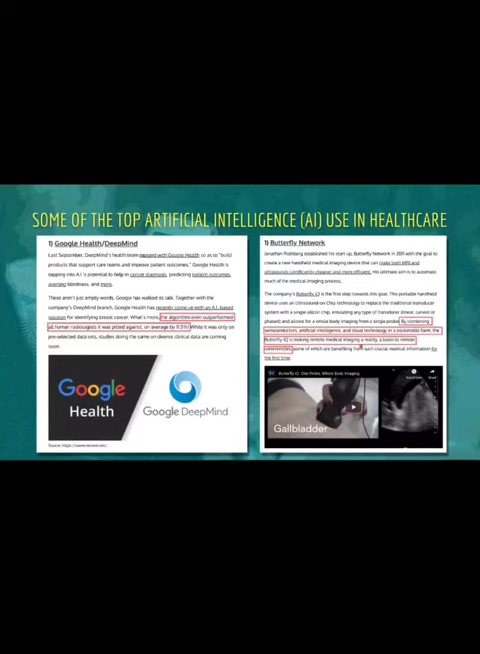 SOME OF THE TOP ARTIFICIAL INTELLIGENCE (AI) USE IN HEALTHCARE
1) Google Health/DeepMind
Last September, DeepMind's health team merged with Google Health so as to "build
products that support care teams and improve patient outcomes." Google Health is
tapping into A.I.'s potential to help in cancer diagnosis, predicting patient outcomes,
averting blindness, and more.
These aren't just empty words. Google has walked its talk. Together with the
company's DeepMind branch, Google Health has recently come up with an A.I.-based
solution for identifying breast cancer. What's more, the algorithm even outperformed
all human radiologists it was pitted against, on average by 11.5%! While it was only on
pre-selected data sets, studies doing the same on diverse clinical data are coming
soon.
Google
Health
Google DeepMind
1) Butterfly Network
Jonathan Rothberg established his start-up, Butterfly Network in 2011 with the goal to
create a new handheld medical imaging device that can make both MRI and
ultrasounds significantly cheaper and more efficient. His ultimate aim is to automate
much of the medical imaging process.
The company's Butterfly iQ is the first step towards this goal. This portable handheld
device uses an Ultrasound-On-Chip technology to replace the traditional transducer
system with a single silicon chip, emulating any type of transducer (linear, curved or
phased) and allows for a whole body imaging from a single probe. By combining
semiconductors, artificial intelligence, and cloud technology in a pocketable form, the
Butterfly iQ is making remote medical imaging a reality, a boon to remote
communities, some of which are benefiting from such crucial medical information for
the first time.
Butterfly iQ: One Probe, Whole Body Imaging
Share
Gallbladder